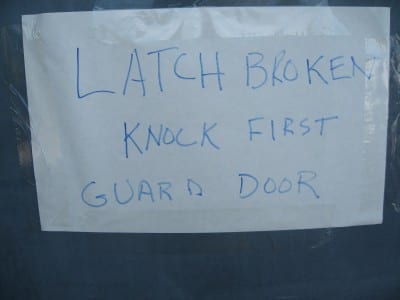 LATCH BROKEN
KNOCK FIRST
GUARD DOOR